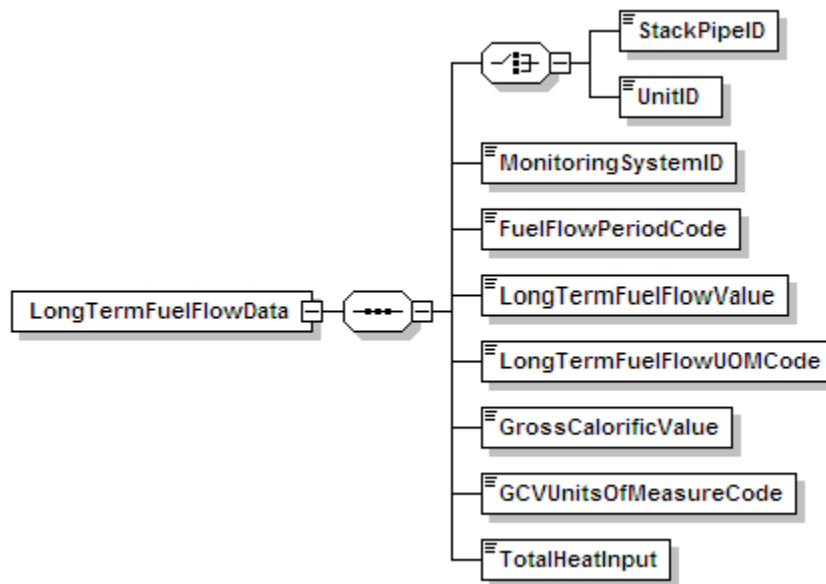 StackPipeID
UnitID
MonitoringSystemID
FuelFlowPeriodCode
LongTermFuelFlowValue
LongTermFuelFlowData
LongTermFuelFlowUOMCode
GrossCalorificValue
GCVUnitsOfMeasureCode
TotalHeatInput